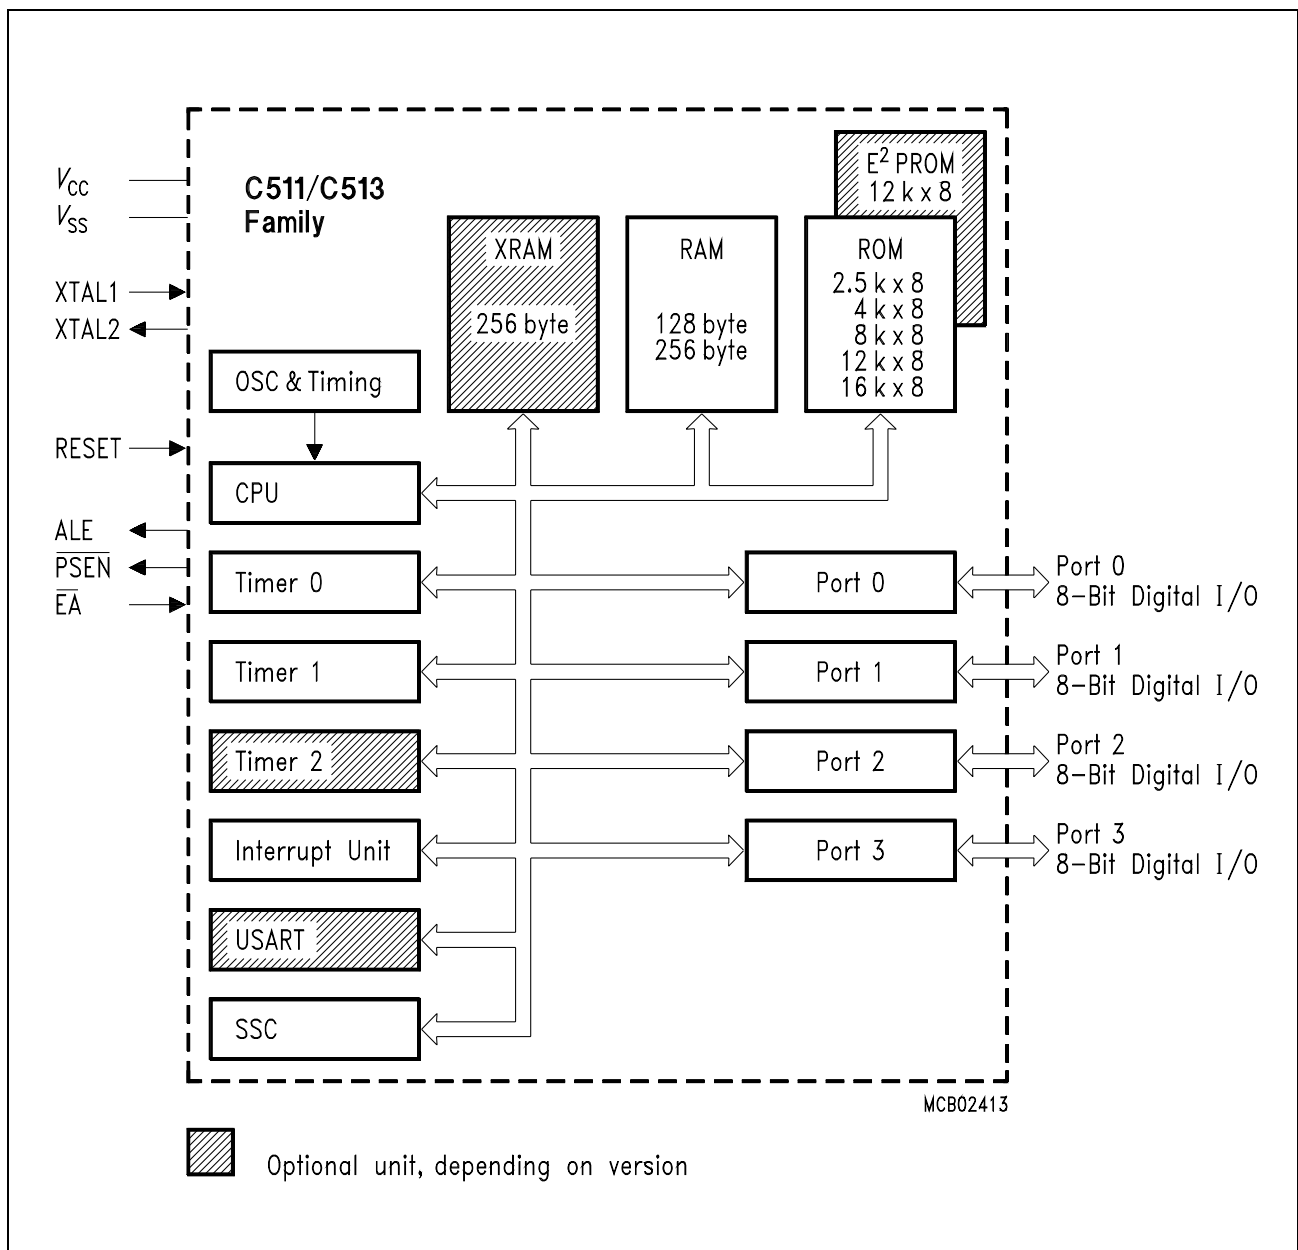 V_CC
V_SS
XTAL1
XTAL2
RESET
ALE
PSEN
EA
C511/C513
Family
XRAM
256 byte
RAM
128 byte
256 byte
E² PROM
12 k x 8
ROM
2.5 k x 8
4 k x 8
8 k x 8
12 k x 8
16 k x 8
OSC & Timing
CPU
Timer 0
Timer 1
Timer 2
Interrupt Unit
USART
SSC
Port 0
Port 1
Port 2
Port 3
Port 0
8-Bit Digital I/O
Port 1
8-Bit Digital I/O
Port 2
8-Bit Digital I/O
Port 3
8-Bit Digital I/O
MCB02413
Optional unit, depending on version